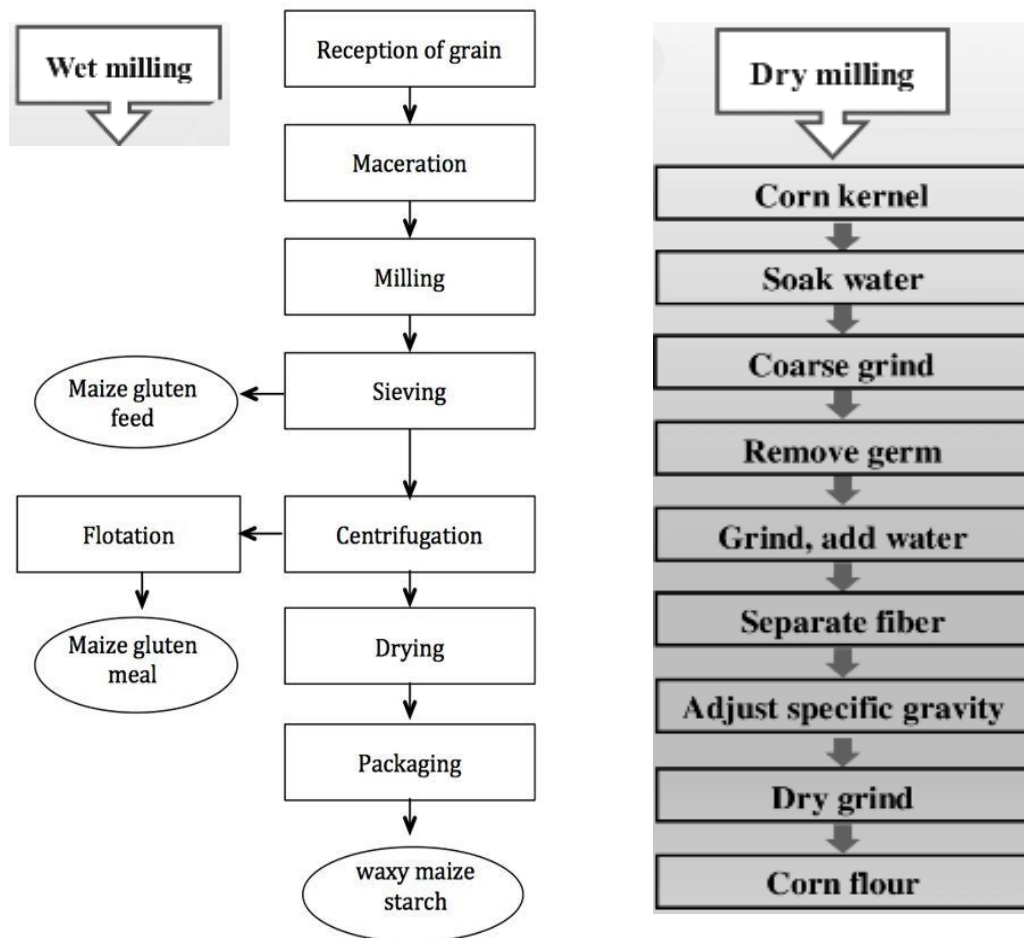 Wet milling
Reception of grain
Maceration
Milling
Sieving
Maize gluten
feed
Centrifugation
Flotation
Maize gluten
meal
Drying
Packaging
waxy maize
starch
Dry milling
Corn kernel
Soak water
Coarse grind
Remove germ
Grind, add water
Separate fiber
Adjust specific gravity
Dry grind
Corn flour